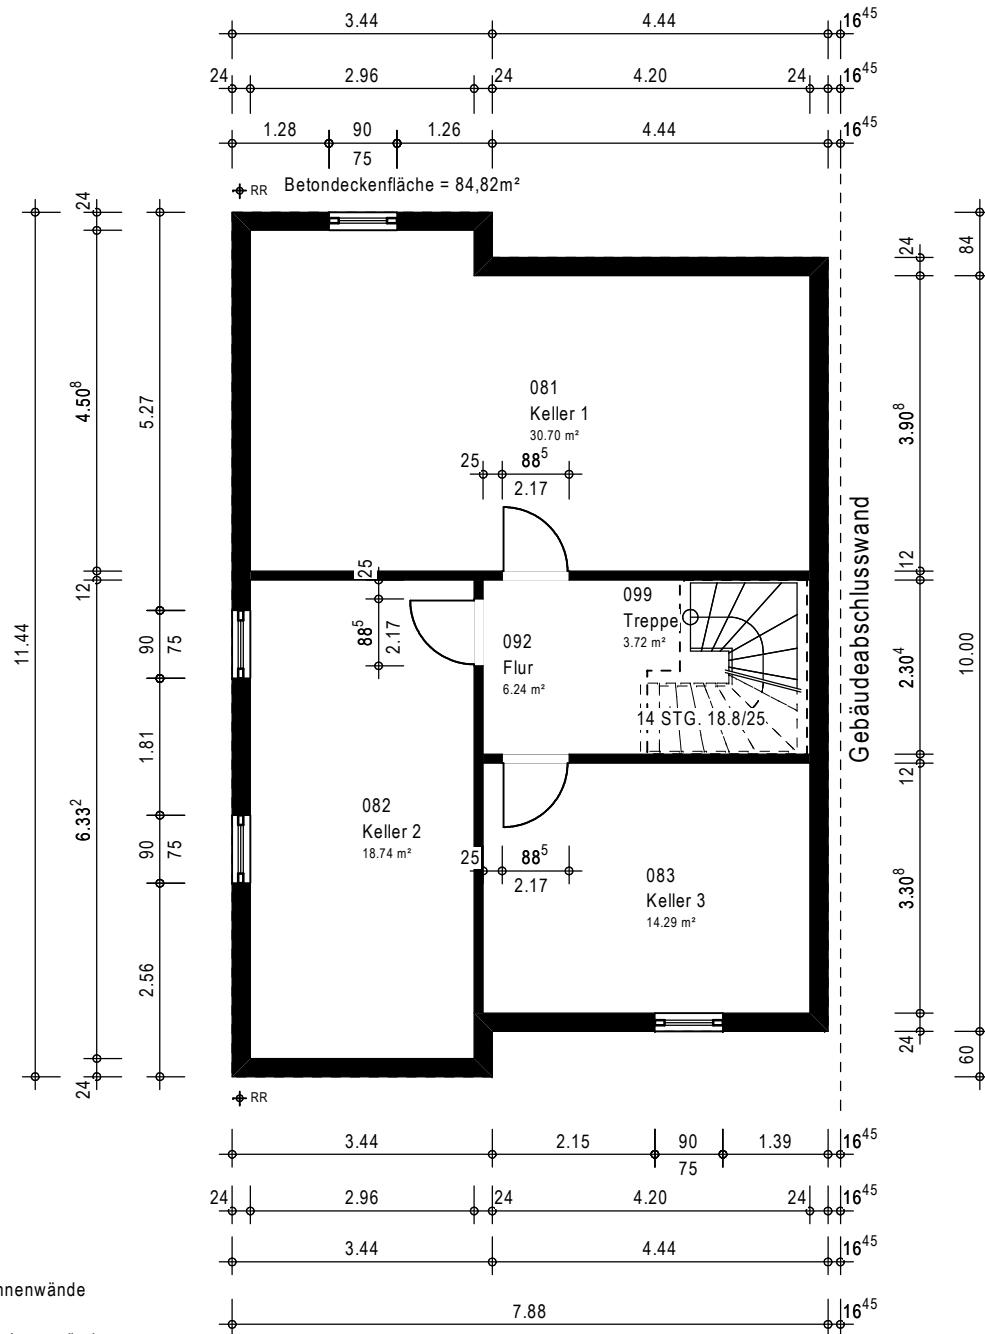 3.44 4.44 16⁴⁵
24 2.96 24 4.20 24 16⁴⁵
1.28 90 1.26 4.44 16⁴⁵
75
RR Betondeckenfläche = 84,82m²
24
84
24
081
Keller 1
30.70 m²
25 88⁵
2.17
4.50⁸
5.27
3.90⁸
11.44
12
90
75
25
88⁵
2.17
092
Flur
6.24 m²
099
Treppe
3.72 m²
14 STG. 18.8/25
Gebäudeabschlusswand
12
2.30⁴
10.00
12
1.81
6.33²
90
75
082
Keller 2
18.74 m²
25 88⁵
2.17
083
Keller 3
14.29 m²
3.30⁸
2.56
24
60
24
RR
3.44 2.15 90 1.39 16⁴⁵
75
24 2.96 24 4.20 24 16⁴⁵
3.44 4.44 16⁴⁵
nnenwände
7.88 16⁴⁵